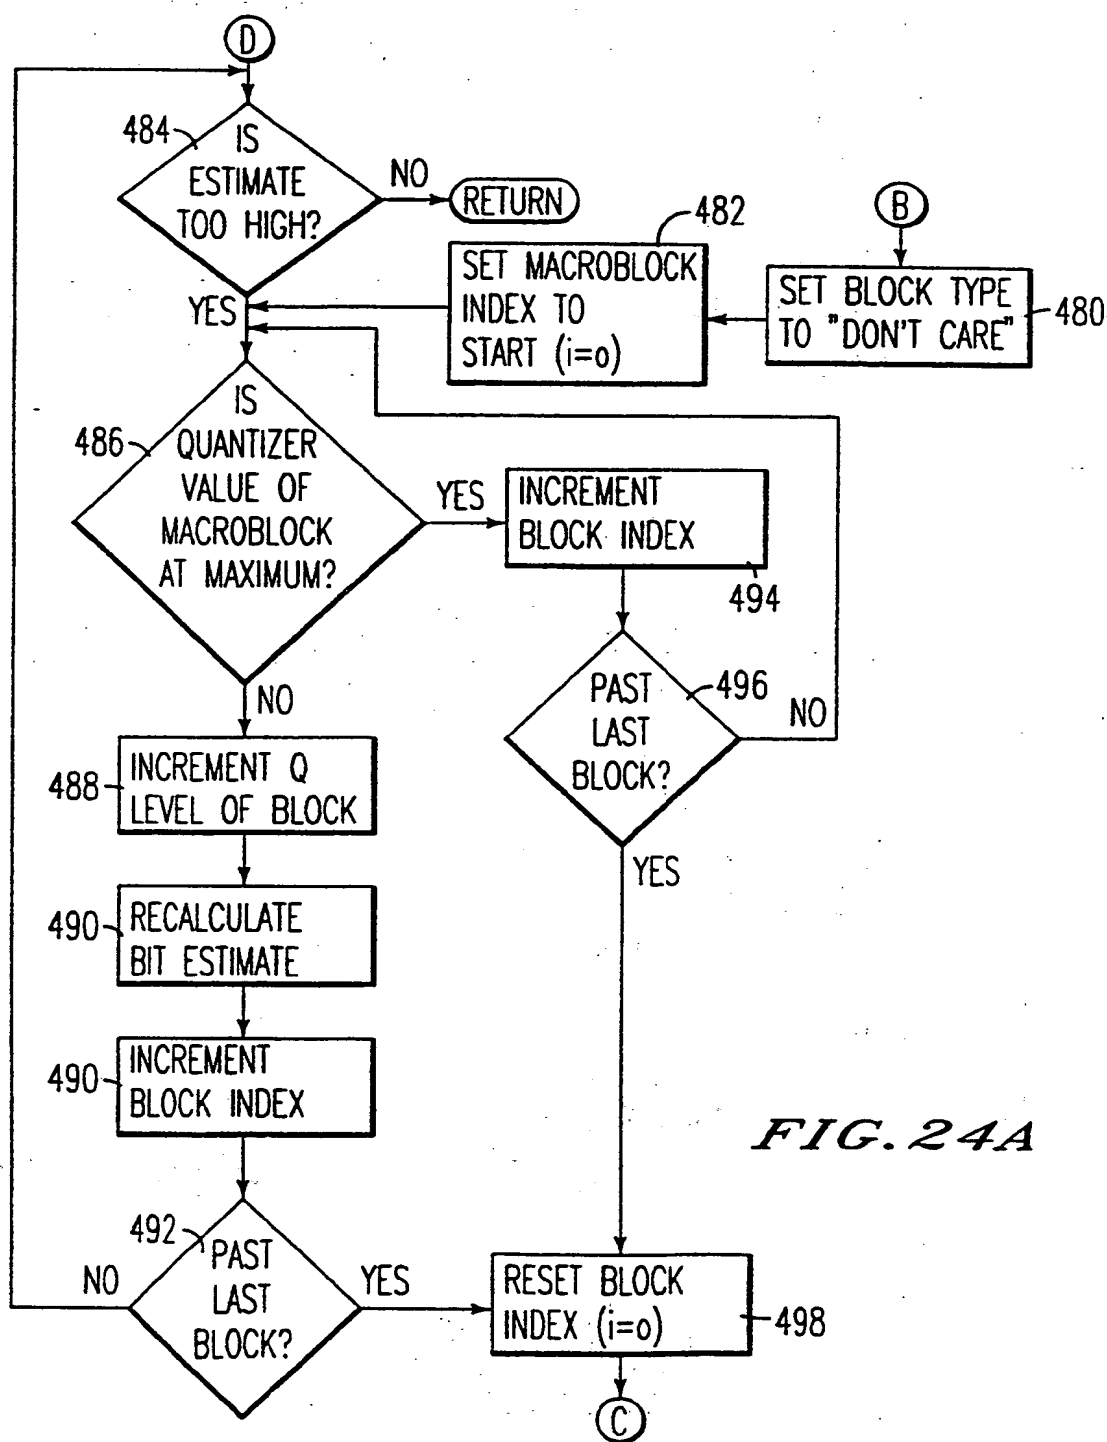 D
484
IS
ESTIMATE
TOO HIGH?
NO
RETURN
YES
482
SET MACROBLOCK
INDEX TO
START (i=o)
B
SET BLOCK TYPE
TO "DON'T CARE"
480
486
IS
QUANTIZER
VALUE OF
MACROBLOCK
AT MAXIMUM?
YES
INCREMENT
BLOCK INDEX
494
NO
PAST
LAST
BLOCK?
496
NO
YES
488
INCREMENT Q
LEVEL OF BLOCK
490
RECALCULATE
BIT ESTIMATE
490
INCREMENT
BLOCK INDEX
FIG. 24A
492
PAST
LAST
BLOCK?
NO
YES
RESET BLOCK
INDEX (i=o)
498
C